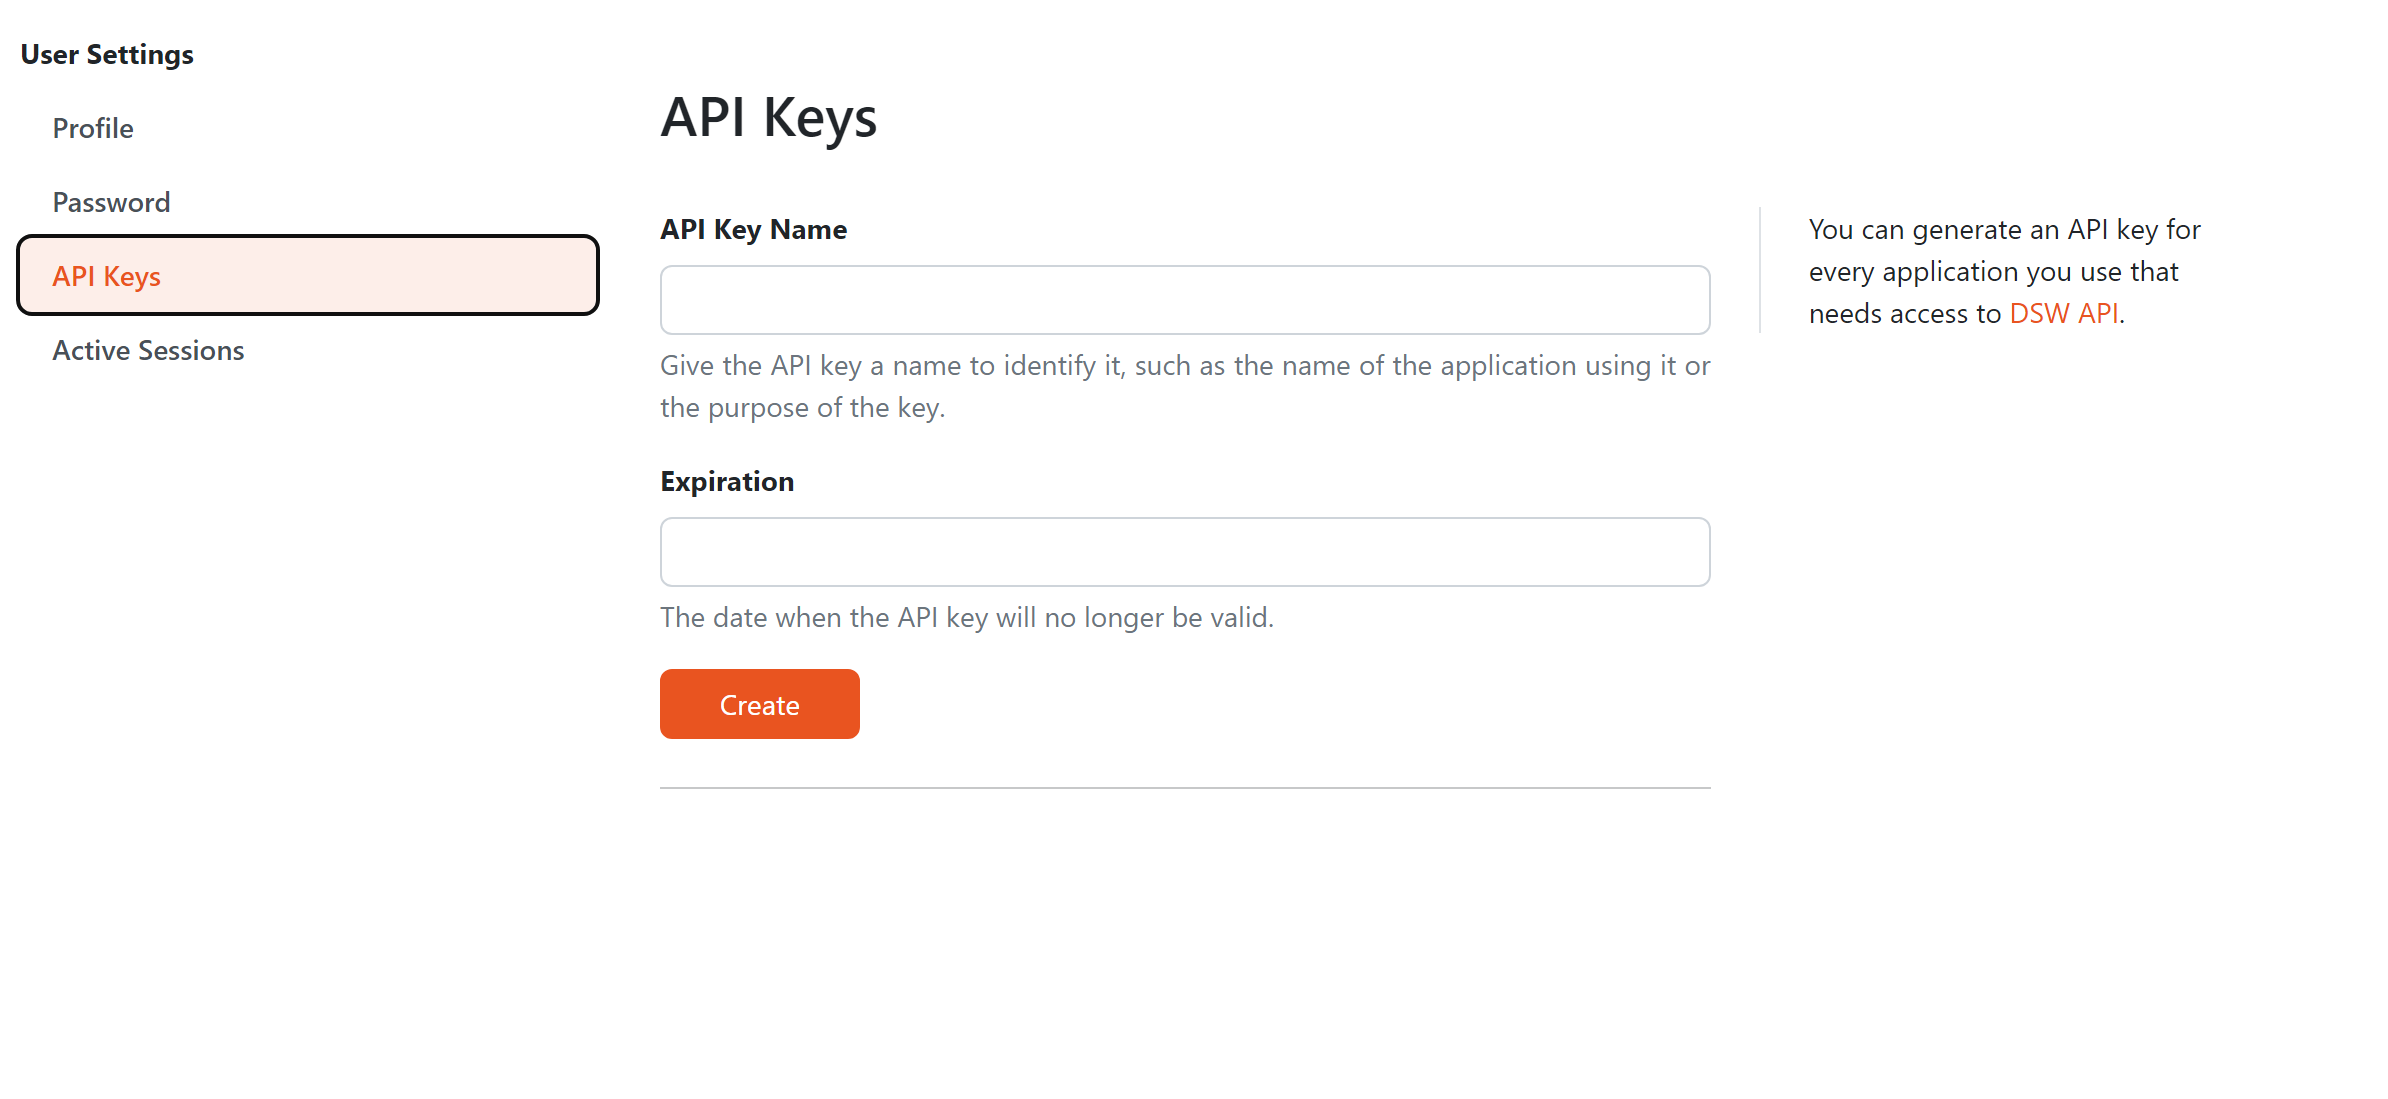 User Settings
Profile
Password
API Keys
Active Sessions
API Keys
API Key Name
Give the API key a name to identify it, such as the name of the application using it or
the purpose of the key.
Expiration
The date when the API key will no longer be valid.
Create
You can generate an API key for
every application you use that
needs access to DSW API.